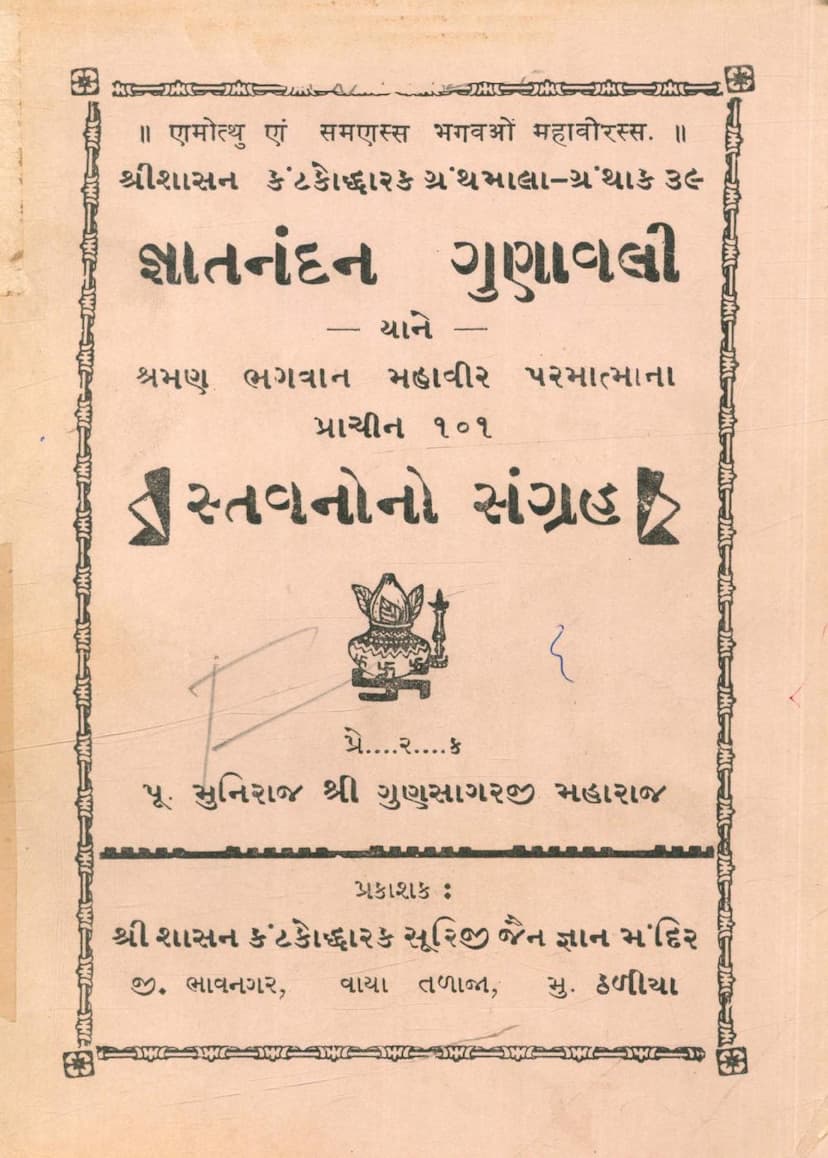 ॥ णमोत्थु णं समणस्स भगवओं महावीरस्स. ॥
શ્રીશાસન કંટકોધ્ધારક ગ્રંથમાલા-ગ્રંથાક ૩૯
જ્ઞાતનંદન ગુણાવલી
— યાને —
શ્રમણ ભગવાન મહાવીર પરમાત્માના
પ્રાચીન ૧૦૧
સ્તવનોનો સંગ્રહ
પ્રે....ર....ક
પૂ. મુનિરાજ શ્રી ગુણસાગરજી મહારાજ
પ્રકાશક :
શ્રી શાસન કંટકોધ્ધારક સૂરિજી જૈન જ્ઞાન મંદિર
જી. ભાવનગર, વાયા તળાજા, મુ. ઠળીયા